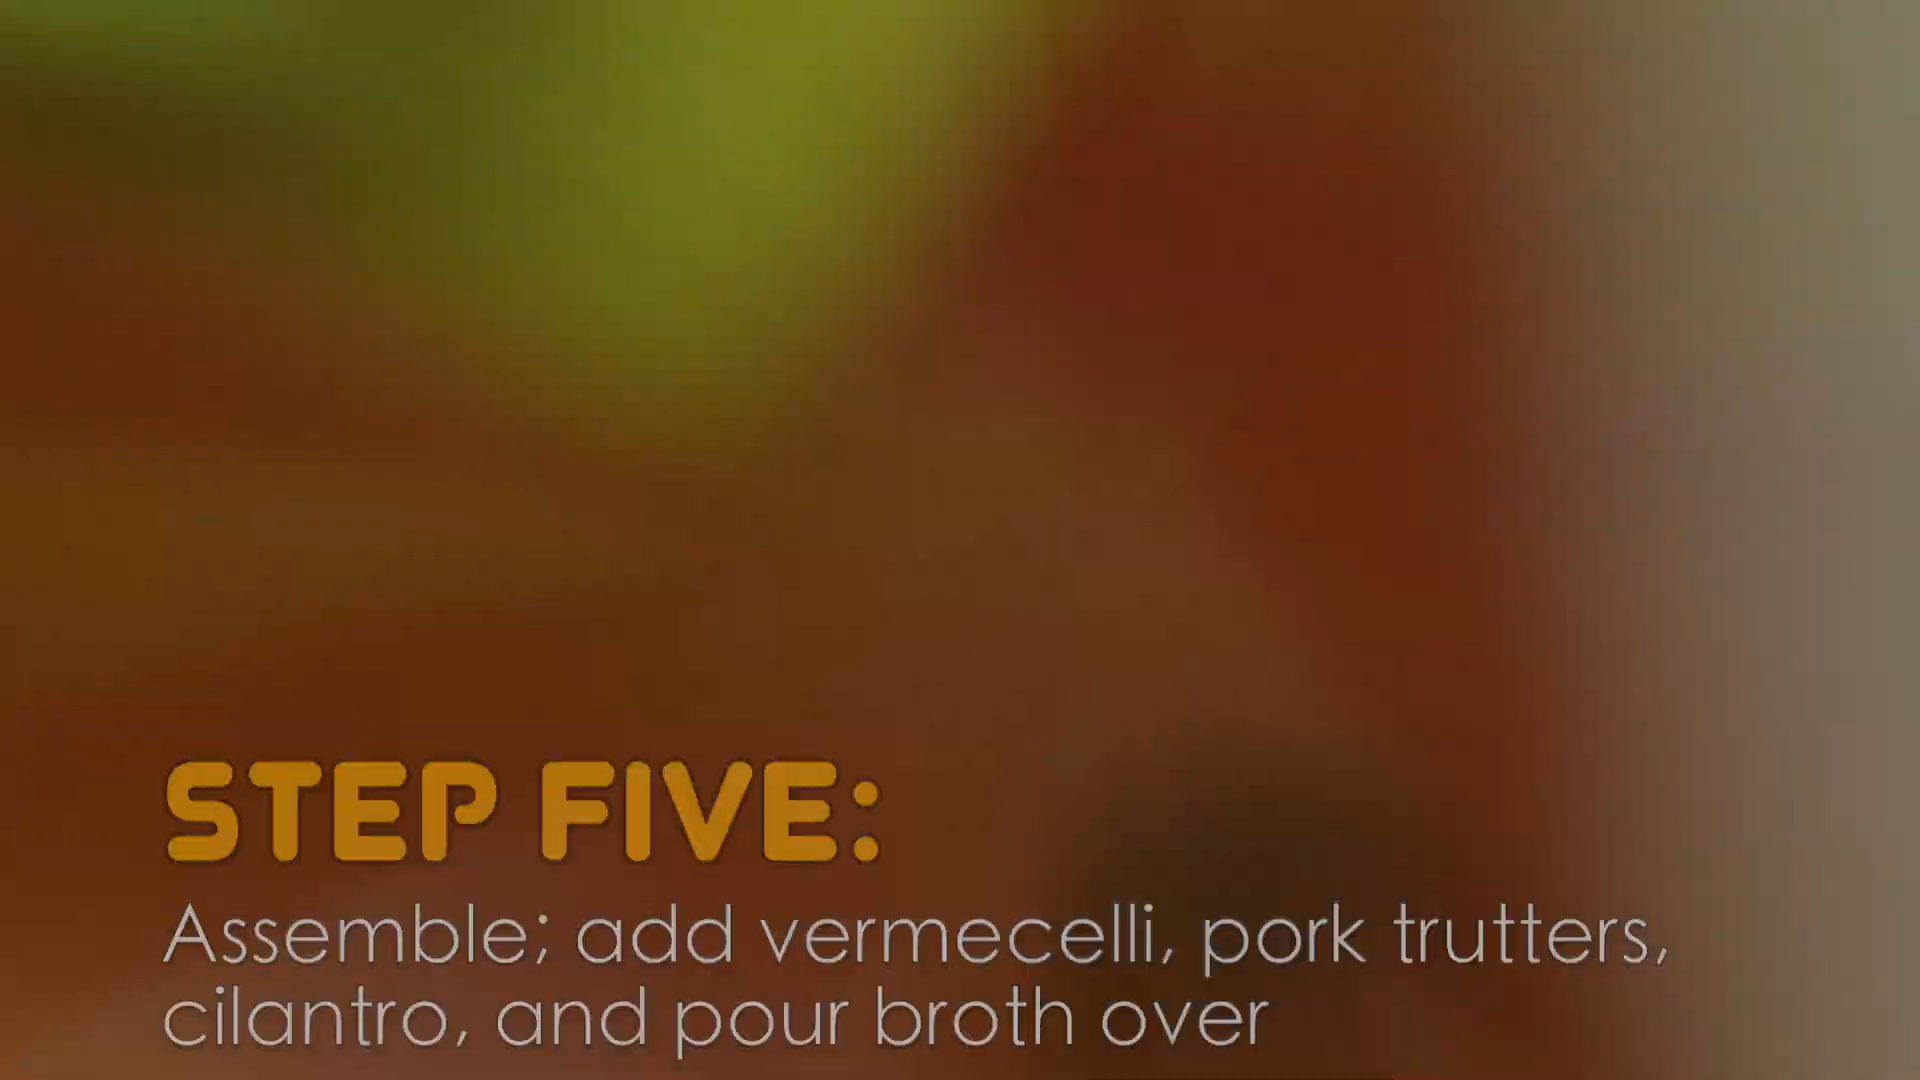 STEP FIVE:
Assemble; add vermecelli, pork trutters,
cilantro, and pour broth over